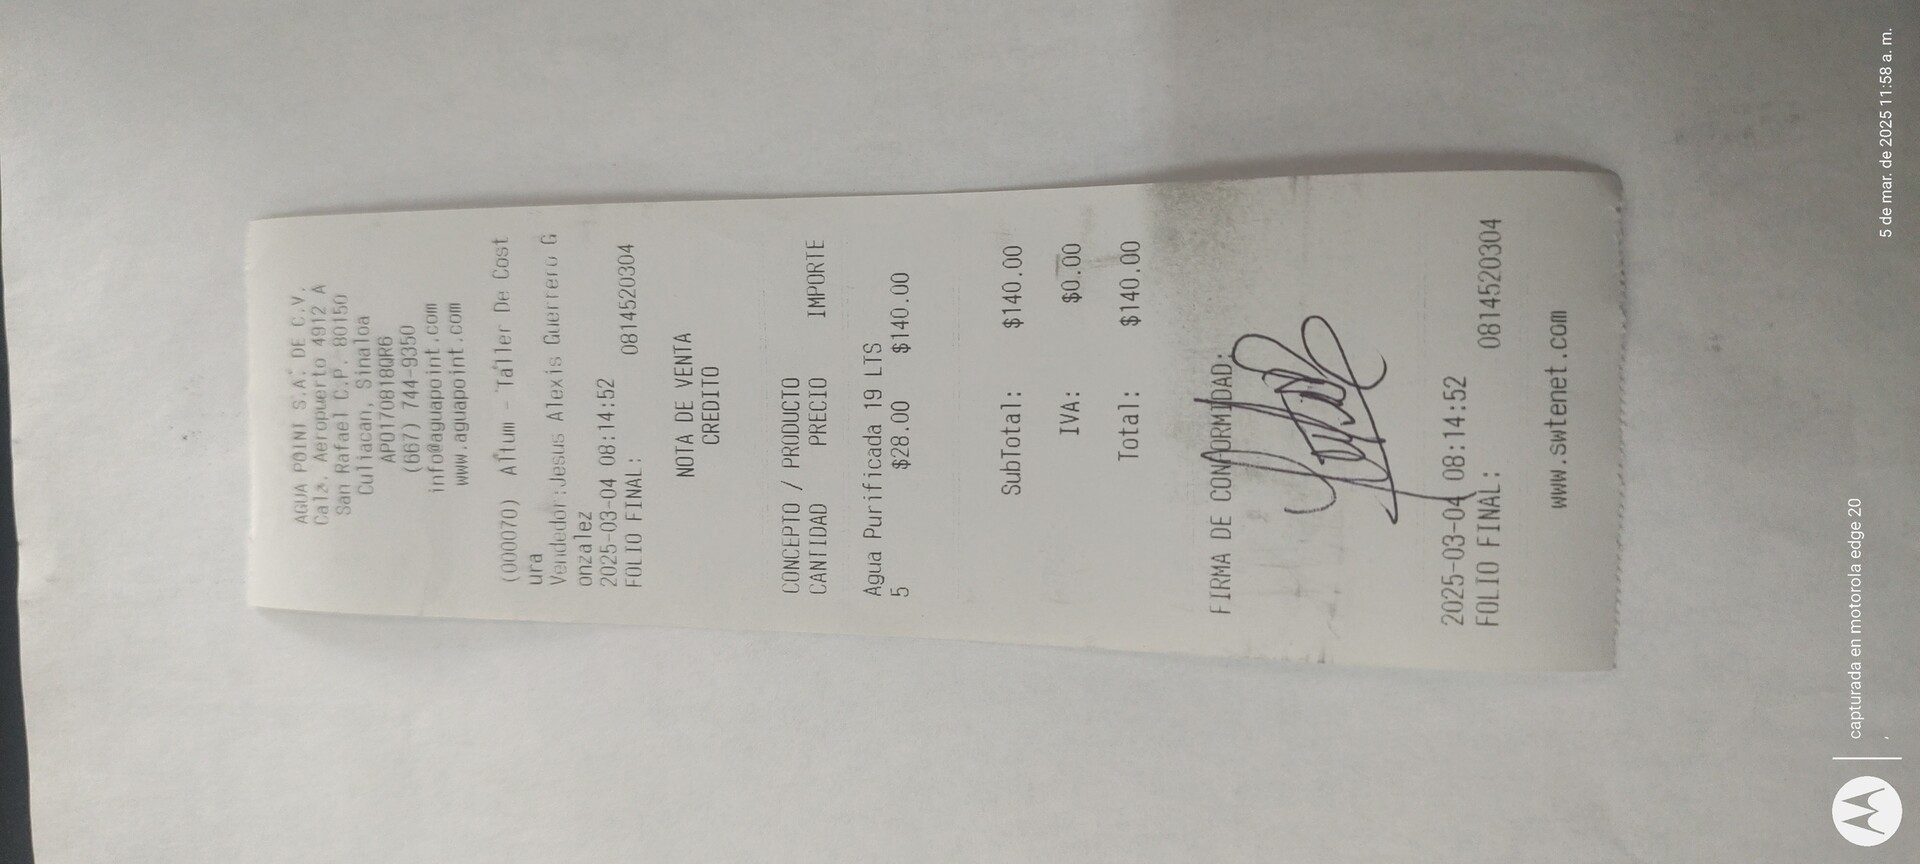 AGUA POINT S.A. DE C.V.
Calz. Aeropuerto 4912 A
San Rafael C.P. 80150
Culiacan, Sinaloa
APO170818QR6
(667) 744-9350
info@aguapoint.com
www.aguapoint.com
(000070) Altum - Taller De Cost
ura
Vendedor:Jesus Alexis Guerrero G
onzalez
2025-03-04 08:14:52
FOLIO FINAL: 0814520304
NOTA DE VENTA
CREDITO
CONCEPTO / PRODUCTO
CANTIDAD PRECIO IMPORTE
Agua Purificada 19 LTS
5 $28.00 $140.00
SubTotal: $140.00
IVA: $0.00
Total: $140.00
FIRMA DE CONFORMIDAD:
2025-03-04 08:14:52
FOLIO FINAL: 0814520304
www.swtenet.com
capturada en motorola edge 20
5 de mar. de 2025 11:58 a. m.